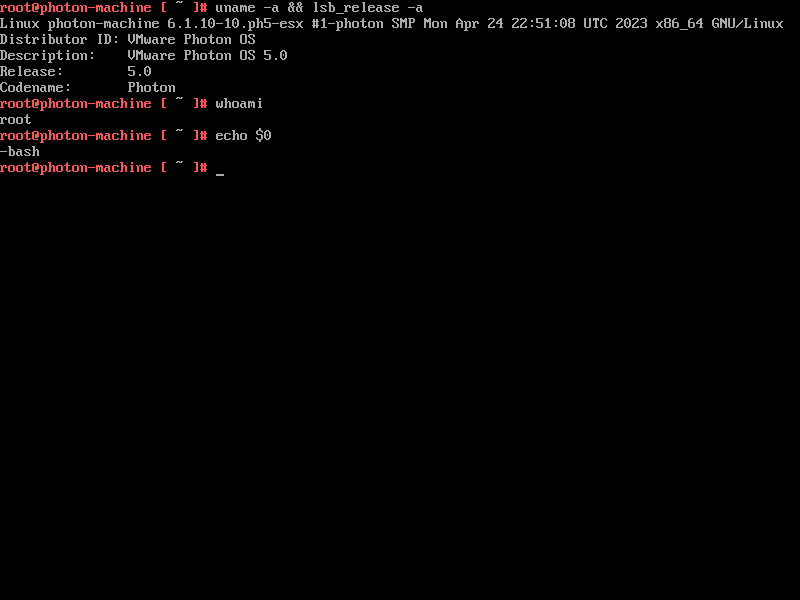 root@photon-machine [ ~ ]# uname -a && lsb_release -a
Linux photon-machine 6.1.10-10.ph5-esx #1-photon SMP Mon Apr 24 22:51:08 UTC 2023 x86_64 GNU/Linux
Distributor ID: VMware Photon OS
Description:    VMware Photon OS 5.0
Release:        5.0
Codename:       Photon
root@photon-machine [ ~ ]# whoami
root
root@photon-machine [ ~ ]# echo $0
-bash
root@photon-machine [ ~ ]# _